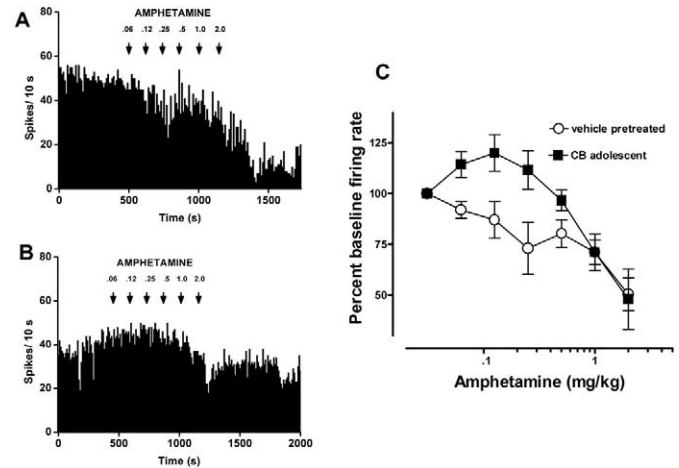 A
AMPHETAMINE
.06 .12 .25 .5 1.0 2.0
80
60
40
20
0
Spikes/ 10 s
0 500 1000 1500
Time (s)
B
AMPHETAMINE
.06 .12 .25 .5 1.0 2.0
80
60
40
20
0
Spikes/ 10 s
0 500 1000 1500 2000
Time (s)
C
vehicle pretreated
CB adolescent
125
100
75
50
Percent baseline firing rate
.1 1
Amphetamine (mg/kg)